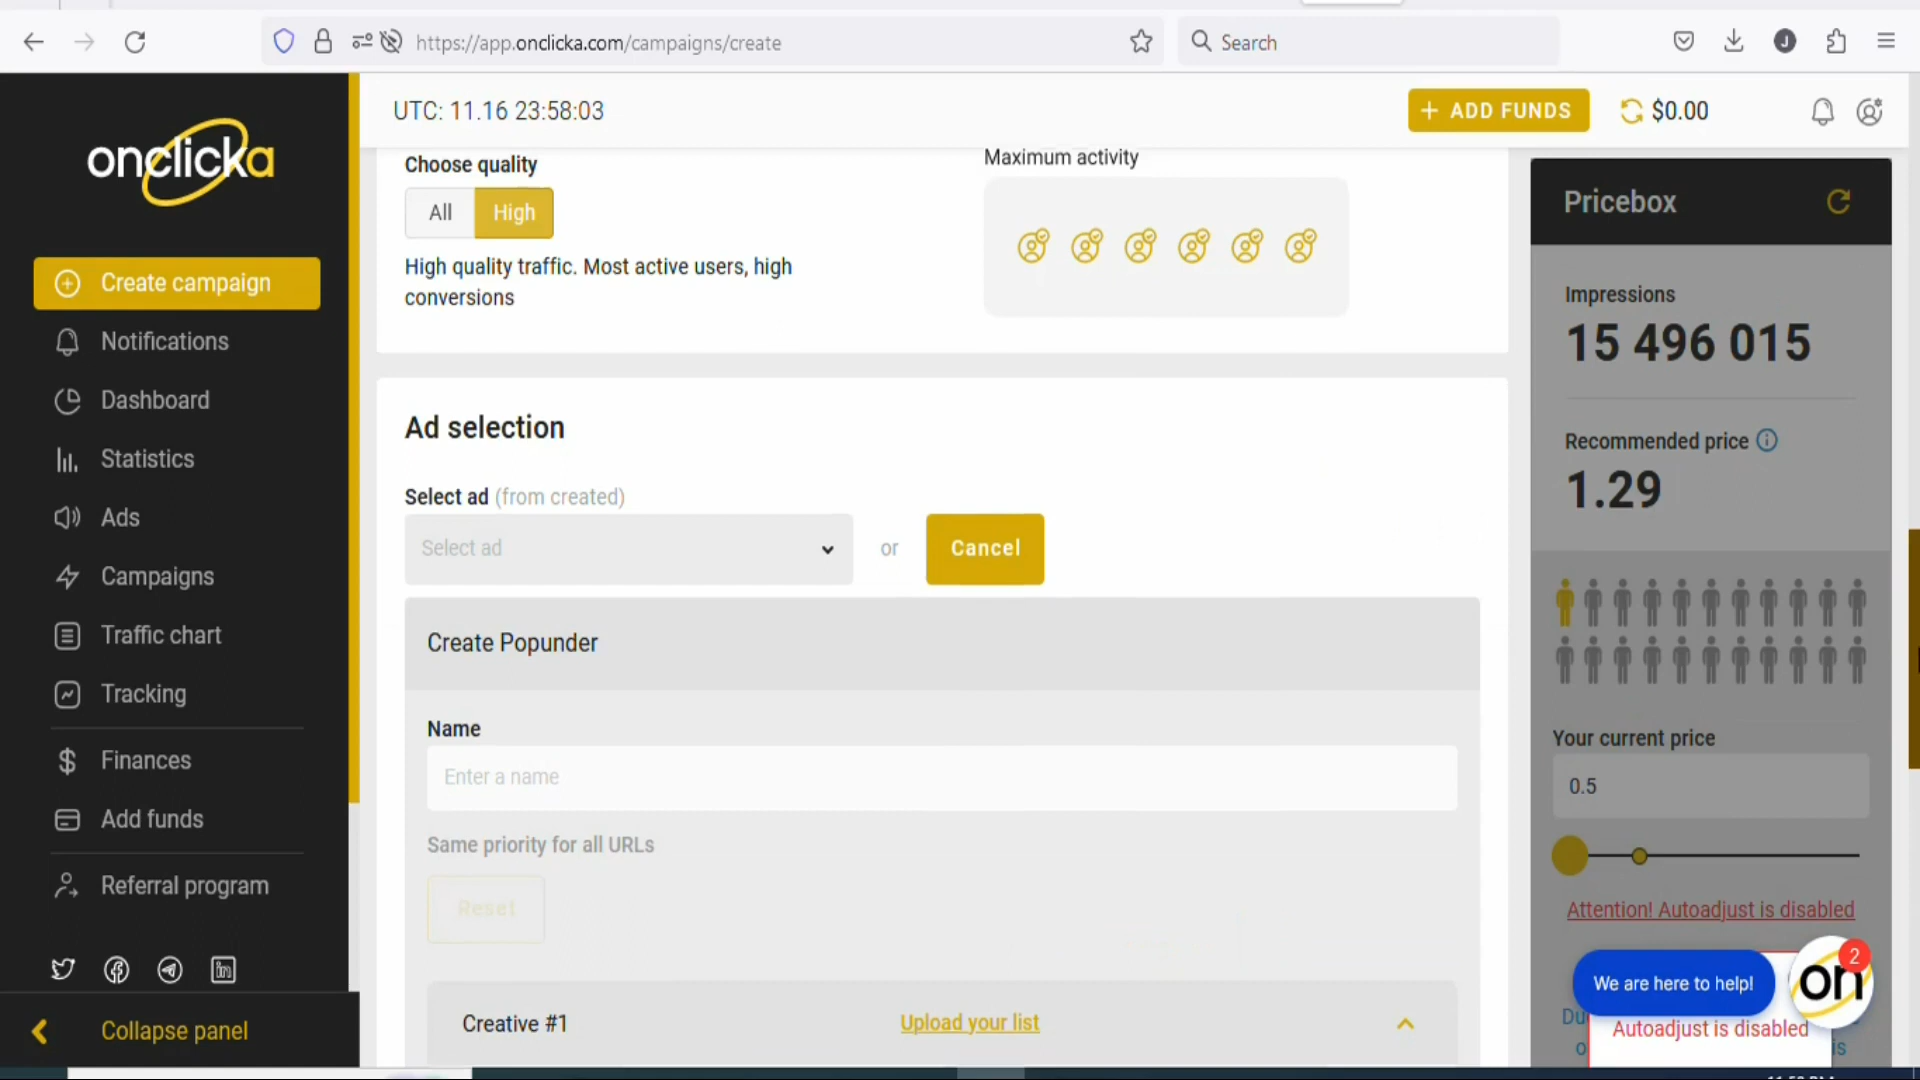 https://app.onclicka.com/campaigns/create
Search
J
onclicka
UTC: 11.16 23:58:03
+ ADD FUNDS
$0.00
Create campaign
Notifications
Dashboard
Statistics
Ads
Campaigns
Traffic chart
Tracking
Finances
Add funds
Referral program
Collapse panel
Choose quality
All
High
High quality traffic. Most active users, high
conversions
Maximum activity
Ad selection
Select ad (from created)
Select ad
or
Cancel
Create Popunder
Name
Enter a name
Same priority for all URLs
Reset
Creative #1
Upload your list
Pricebox
Impressions
15 496 015
Recommended price
1.29
Your current price
0.5
Attention! Autoadjust is disabled
We are here to help!
on
2
Autoadjust is disabled
is